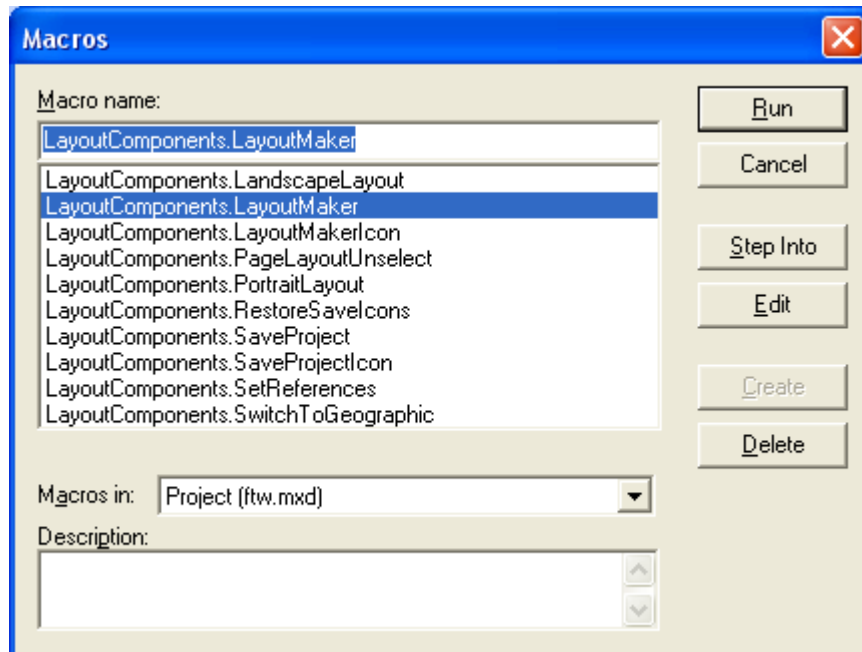 Macros
Macro name:
LayoutComponents.LayoutMaker
LayoutComponents.LandscapeLayout
LayoutComponents.LayoutMaker
LayoutComponents.LayoutMakerIcon
LayoutComponents.PageLayoutUnselect
LayoutComponents.PortraitLayout
LayoutComponents.RestoreSaveIcons
LayoutComponents.SaveProject
LayoutComponents.SaveProjectIcon
LayoutComponents.SetReferences
LayoutComponents.SwitchToGeographic
Macros in: Project (ftw.mxd)
Description:
Run
Cancel
Step Into
Edit
Create
Delete